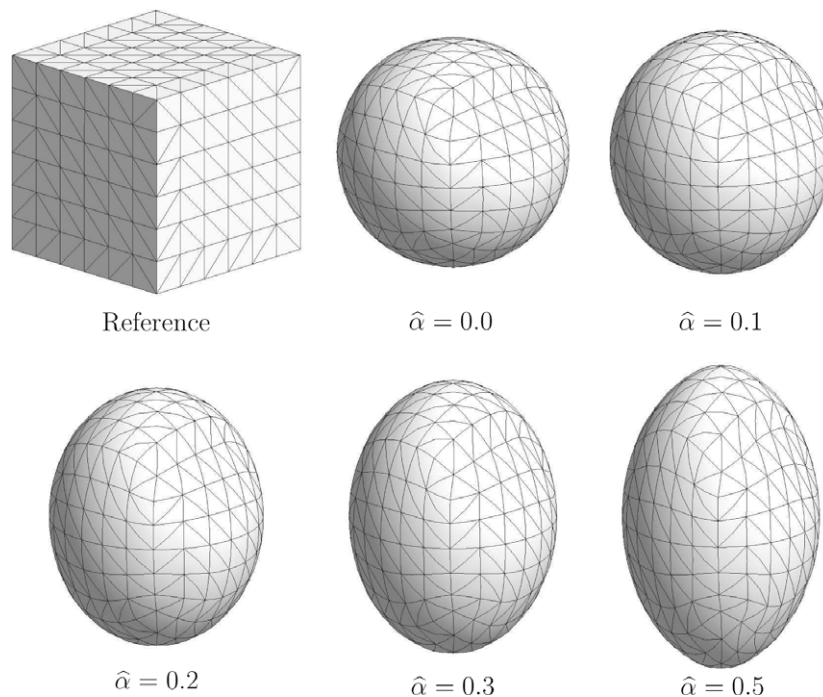 Reference
α̂ = 0.0
α̂ = 0.1
α̂ = 0.2
α̂ = 0.3
α̂ = 0.5